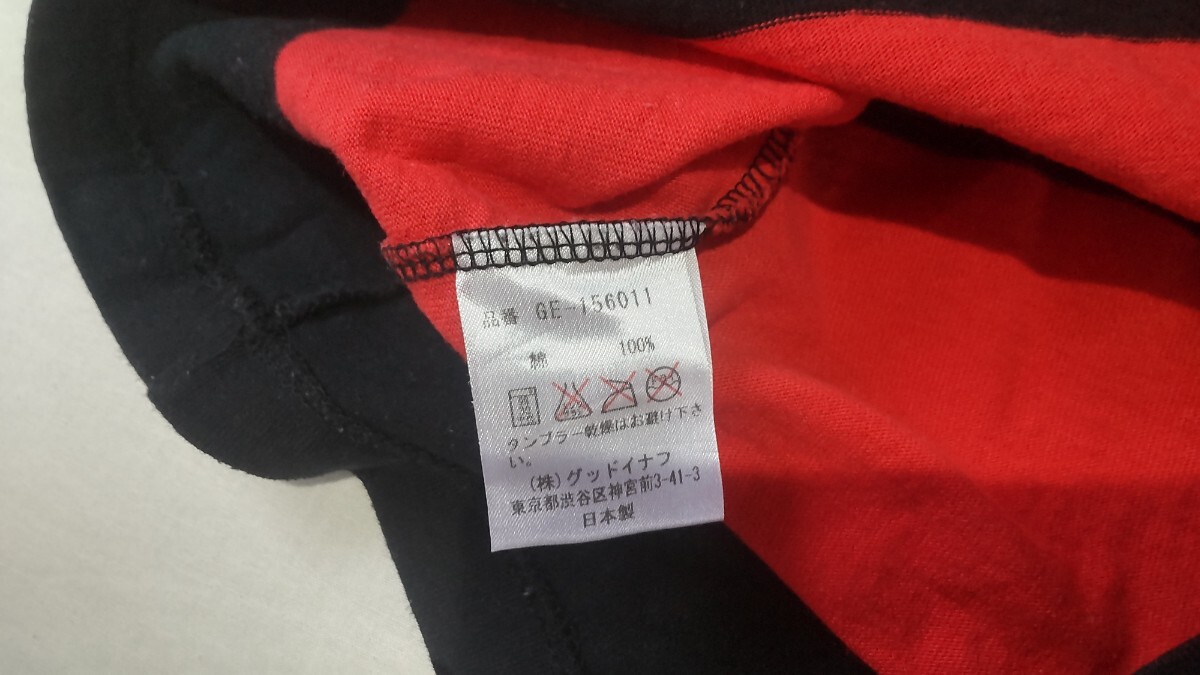 品番 GE-156011
綿 100%
タンブラー乾燥はお避け下さ
い。
(株)グッドイナフ
東京都渋谷区神宮前3-41-3
日本製